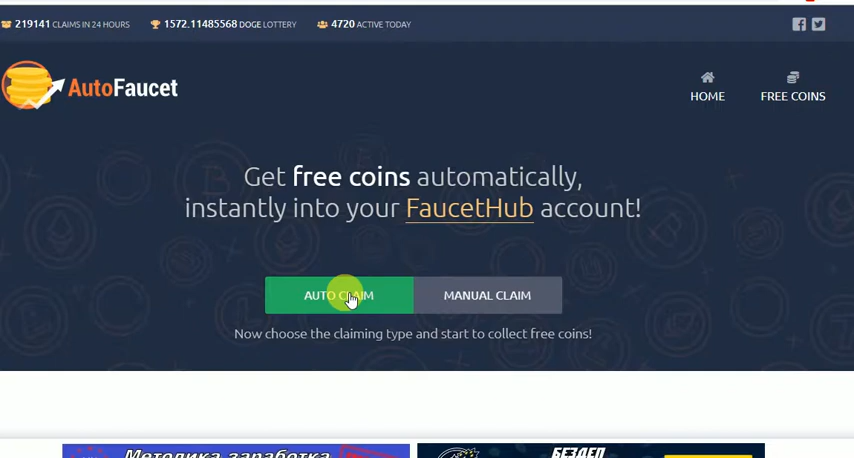 219141 CLAIMS IN 24 HOURS 1572.11485568 DOGE LOTTERY 4720 ACTIVE TODAY
AutoFaucet
HOME FREE COINS
Get free coins automatically,
instantly into your FaucetHub account!
AUTO CLAIM MANUAL CLAIM
Now choose the claiming type and start to collect free coins!
Методика заработка БЕЗДЕП